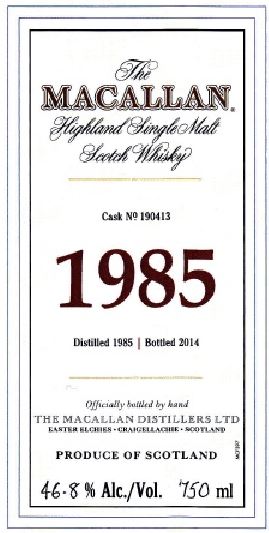 The
MACALLAN®
Highland Single Malt
Scotch Whisky
Cask Nº 190413
1985
Distilled 1985 | Bottled 2014
Officially bottled by hand
THE MACALLAN DISTILLERS LTD
EASTER ELCHIES · CRAIGELLACHIE · SCOTLAND
PRODUCE OF SCOTLAND
46.8 % Alc./Vol. 750 ml